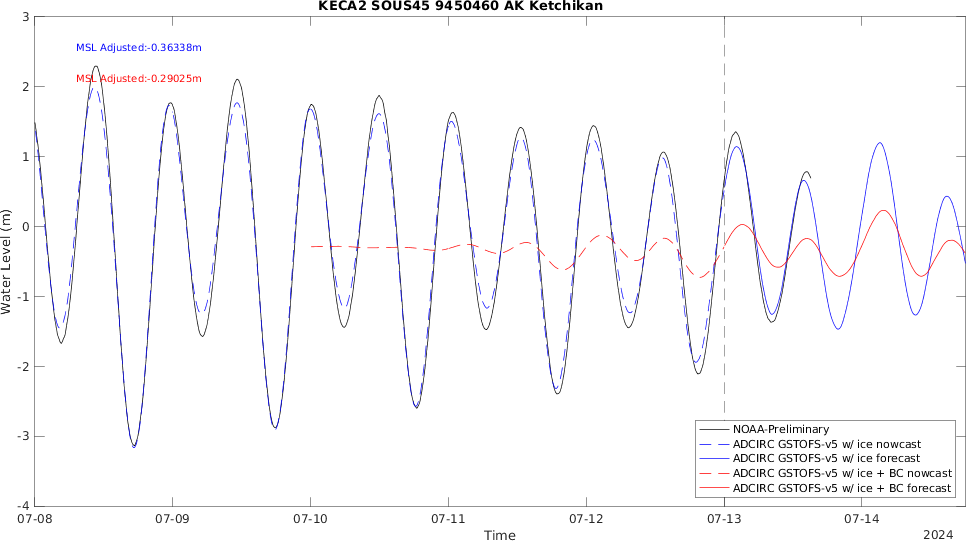 KECA2 SOUS45 9450460 AK Ketchikan
MSL Adjusted:-0.36338m
MSL Adjusted:-0.29025m
Water Level (m)
3
2
1
0
-1
-2
-3
-4
NOAA-Preliminary
ADCIRC GSTOFS-v5 w/ ice nowcast
ADCIRC GSTOFS-v5 w/ ice forecast
ADCIRC GSTOFS-v5 w/ ice + BC nowcast
ADCIRC GSTOFS-v5 w/ ice + BC forecast
07-08 07-09 07-10 07-11 07-12 07-13 07-14
Time
2024